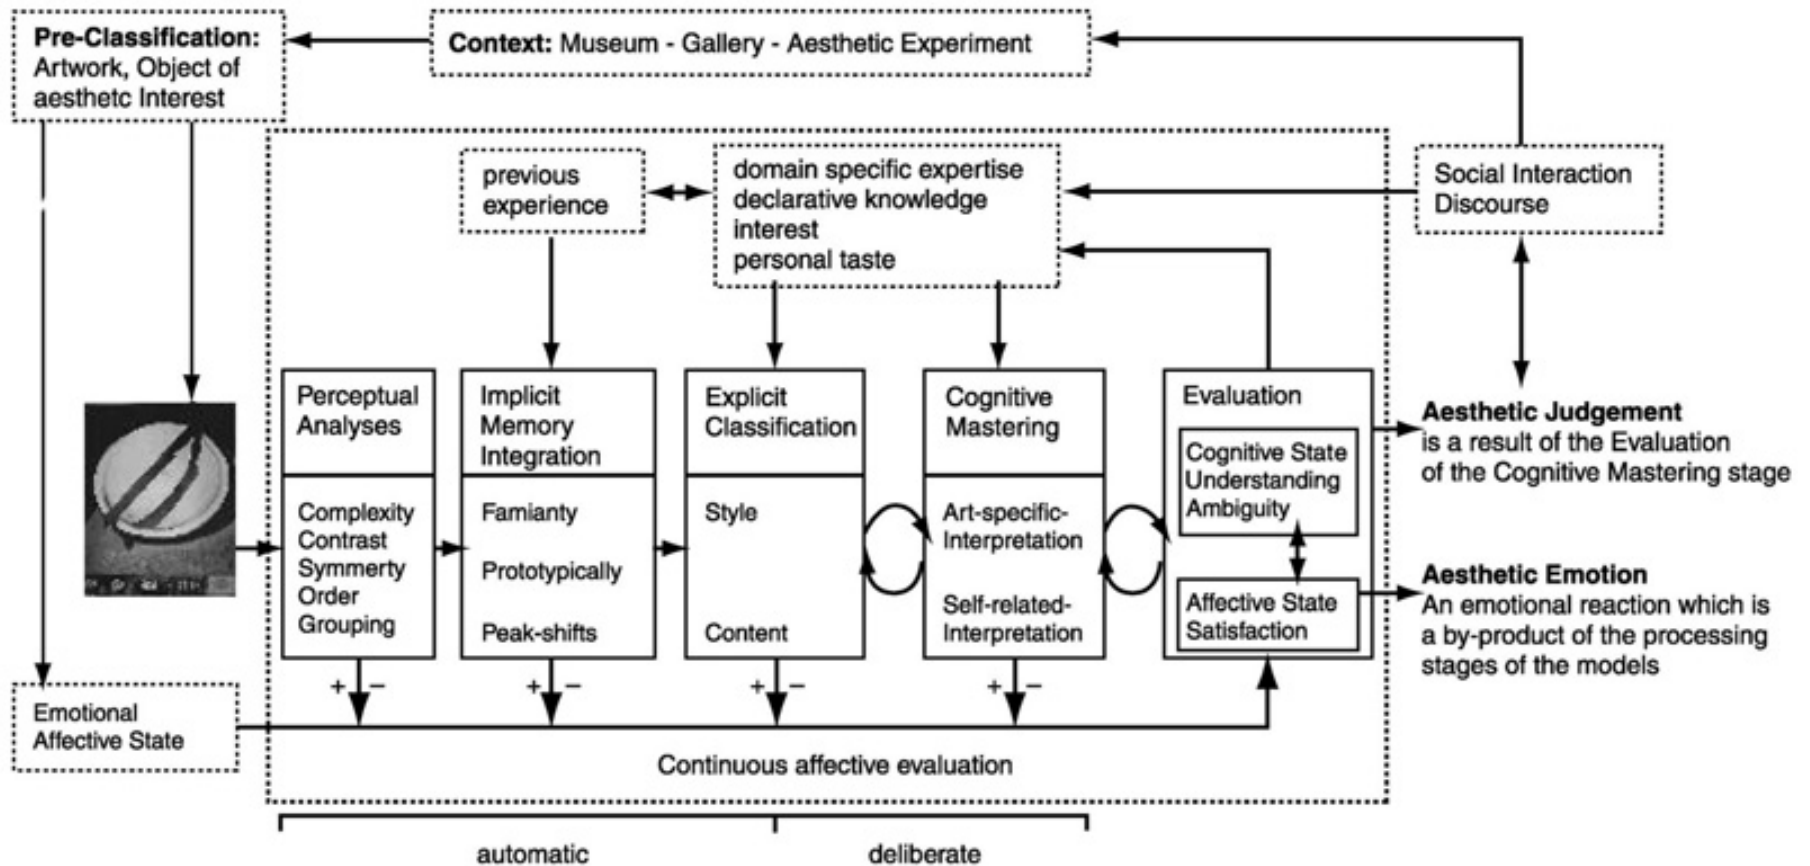 Pre-Classification:
Artwork, Object of
aesthetc Interest
Context: Museum - Gallery - Aesthetic Experiment
previous
experience
domain specific expertise
declarative knowledge
interest
personal taste
Social Interaction
Discourse
Perceptual
Analyses
Complexity
Contrast
Symmerty
Order
Grouping
Implicit
Memory
Integration
Famianty
Prototypically
Peak-shifts
Explicit
Classification
Style
Content
Cognitive
Mastering
Art-specific-
Interpretation
Self-related-
Interpretation
Evaluation
Cognitive State
Understanding
Ambiguity
Affective State
Satisfaction
Aesthetic Judgement
is a result of the Evaluation
of the Cognitive Mastering stage
Aesthetic Emotion
An emotional reaction which is
a by-product of the processing
stages of the models
+ −
+ −
+ −
+ −
Emotional
Affective State
Continuous affective evaluation
automatic
deliberate